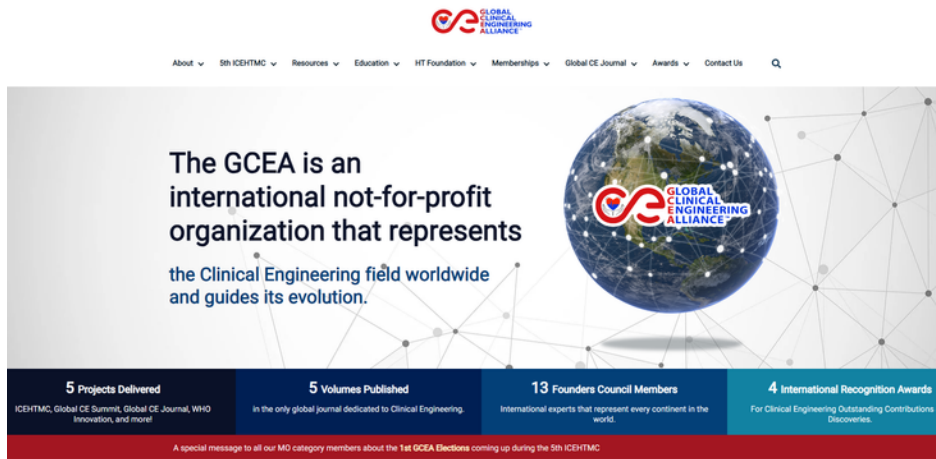 GLOBAL
CLINICAL
ENGINEERING
ALLIANCE™
About 5th ICEHTMC Resources Education HT Foundation Memberships Global CE Journal Awards Contact Us
The GCEA is an
international not-for-profit
organization that represents
the Clinical Engineering field worldwide
and guides its evolution.
GLOBAL
CLINICAL
ENGINEERING
ALLIANCE™
5 Projects Delivered
ICEHTMC, Global CE Summit, Global CE Journal, WHO
Innovation, and more!
5 Volumes Published
in the only global journal dedicated to Clinical Engineering.
13 Founders Council Members
International experts that represent every continent in the
world.
4 International Recognition Awards
For Clinical Engineering Outstanding Contributions
Discoveries.
A special message to all our MO category members about the 1st GCEA Elections coming up during the 5th ICEHTMC